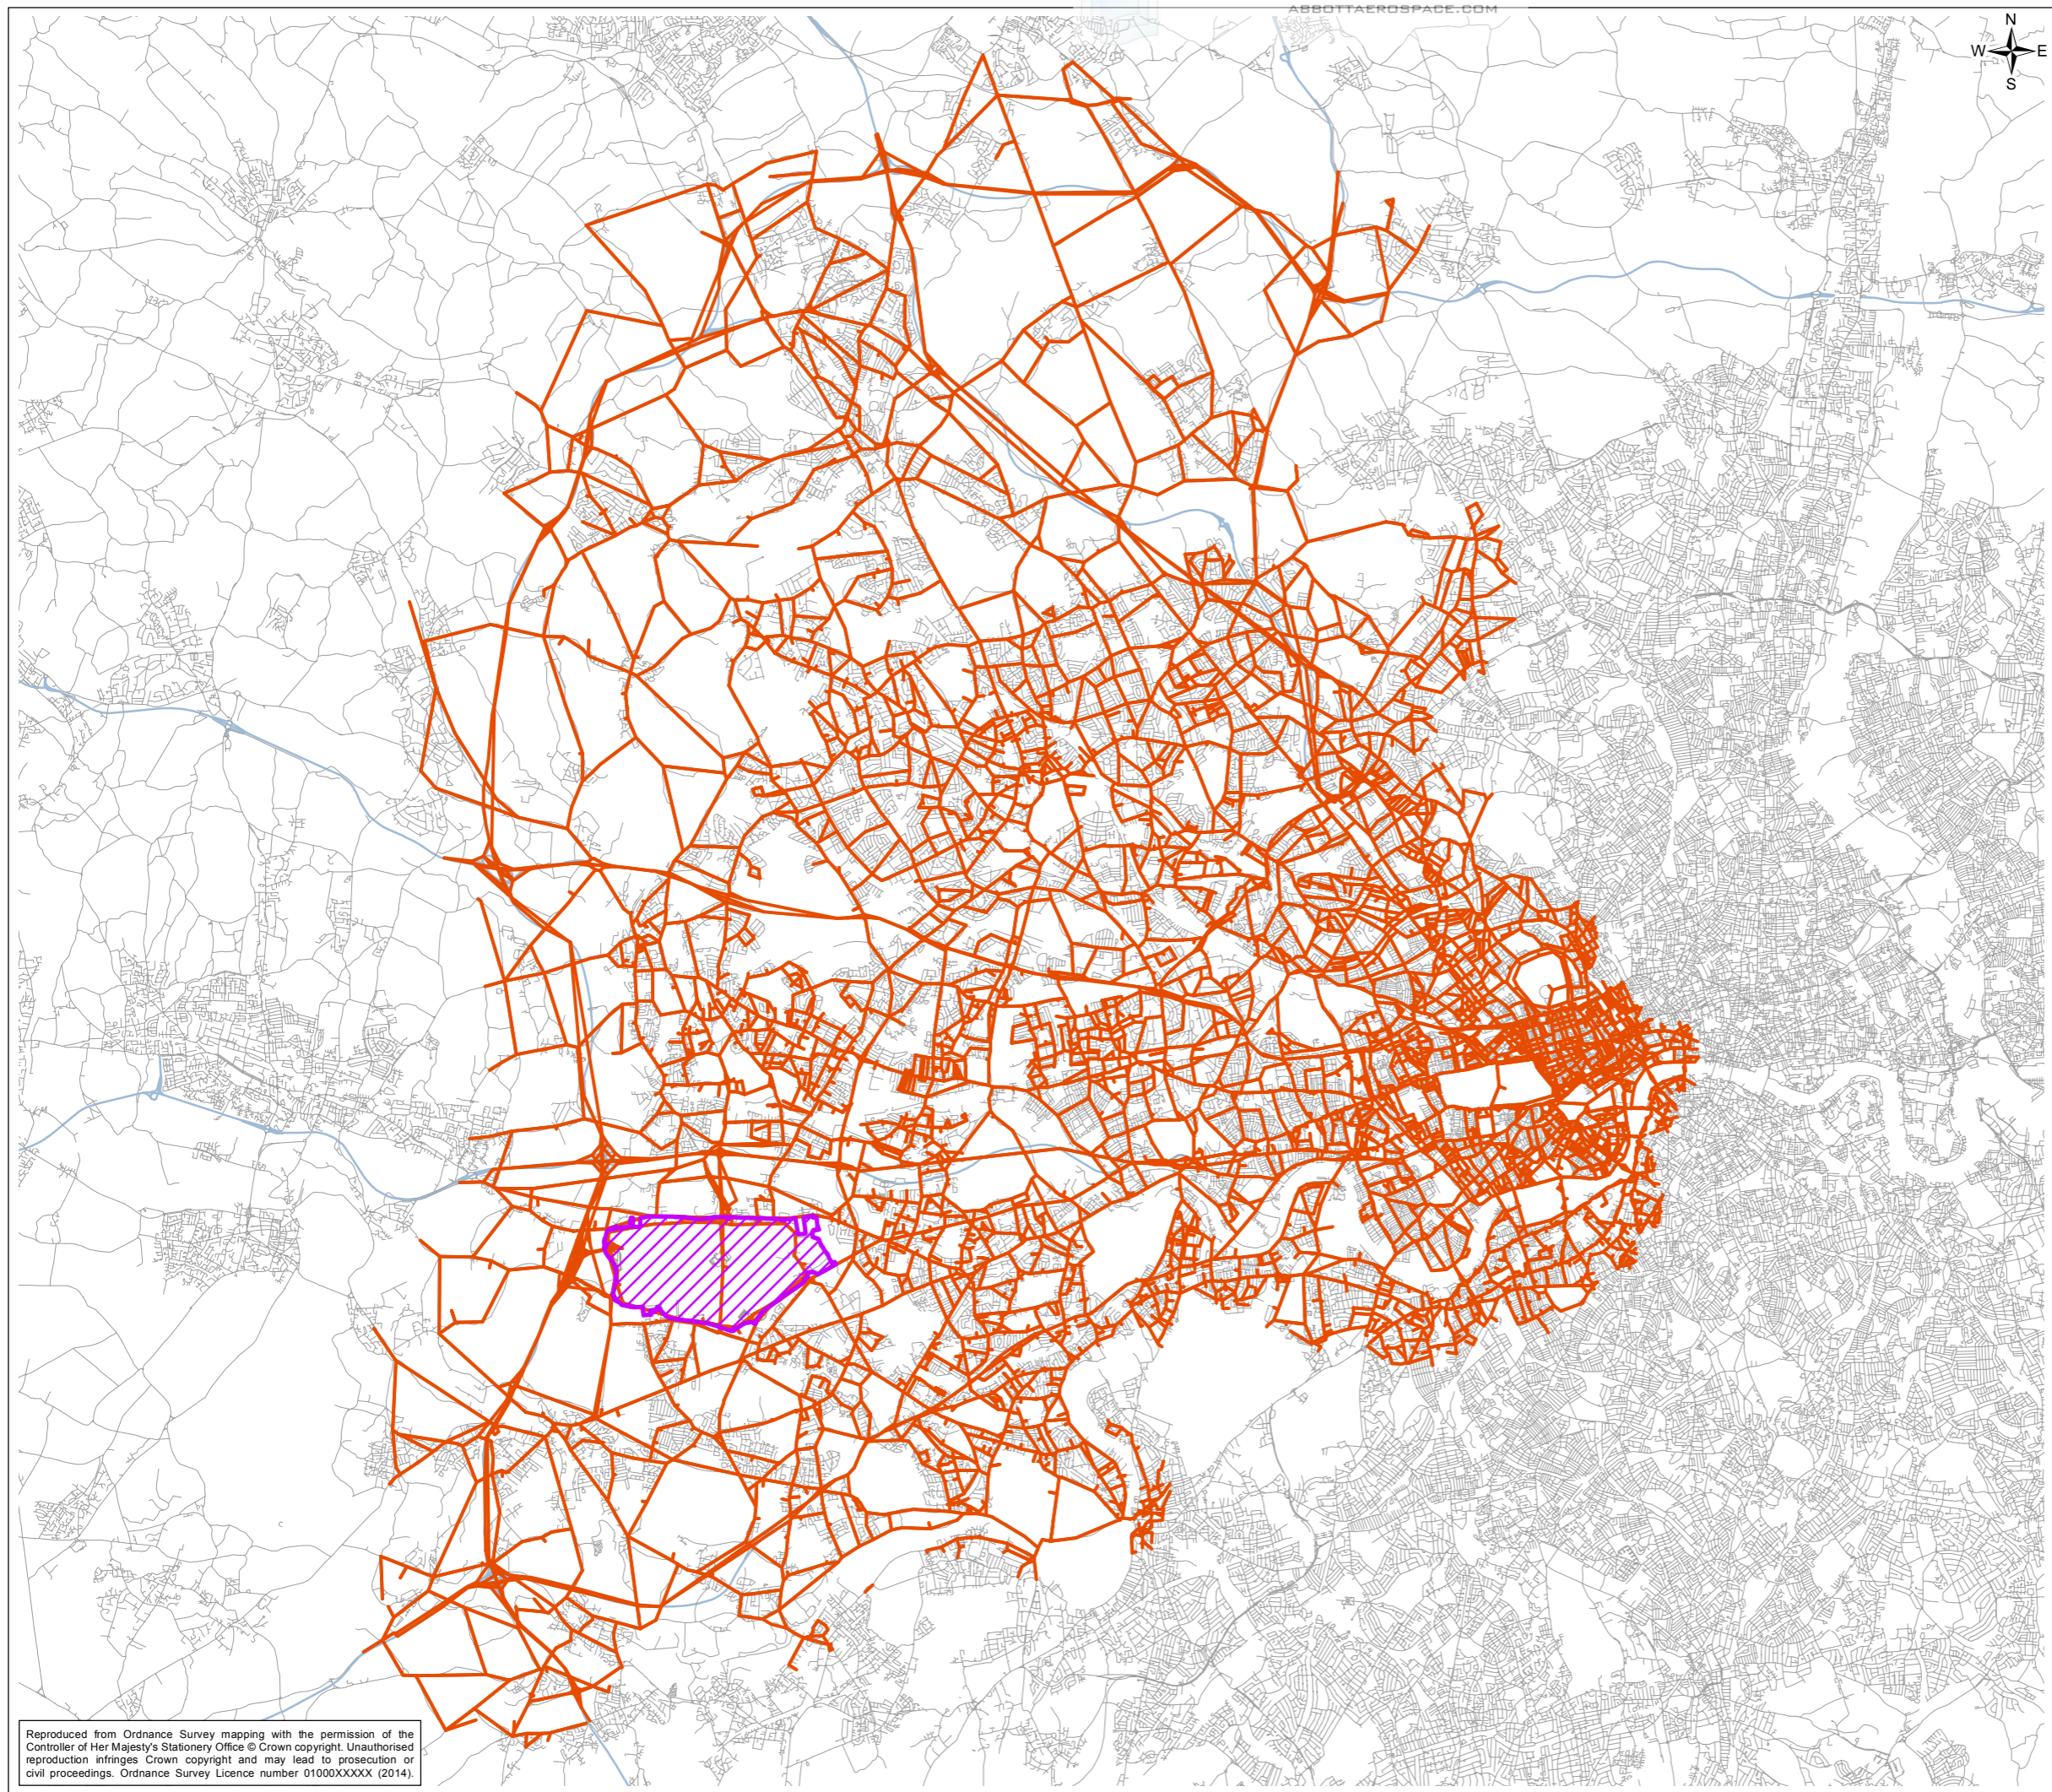 ABBOTTAEROSPACE.COM
N
W E
S
Reproduced from Ordnance Survey mapping with the permission of the
Controller of Her Majesty's Stationery Office © Crown copyright. Unauthorised
reproduction infringes Crown copyright and may lead to prosecution or
civil proceedings. Ordnance Survey Licence number 01000XXXXX (2014).